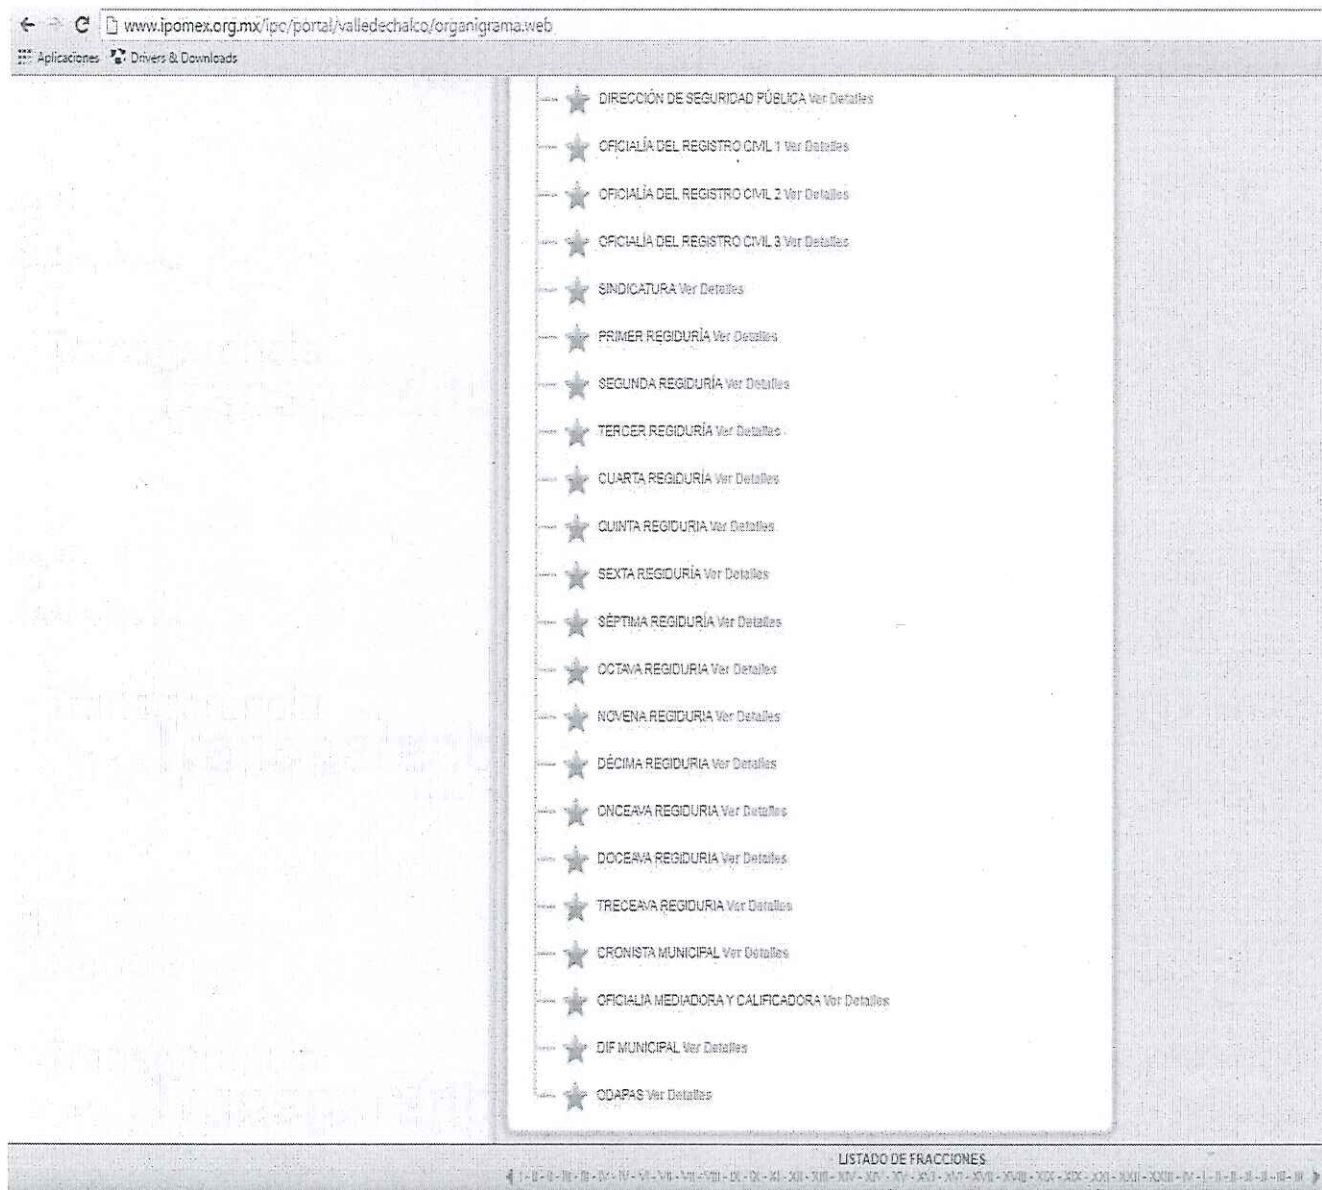 www.ipomex.org.mx/ipo/portal/valledechalco/organigrama.web
Aplicaciones Drivers & Downloads
DIRECCIÓN DE SEGURIDAD PÚBLICA Ver Detalles
OFICIALÍA DEL REGISTRO CIVIL 1 Ver Detalles
OFICIALÍA DEL REGISTRO CIVIL 2 Ver Detalles
OFICIALÍA DEL REGISTRO CIVIL 3 Ver Detalles
SINDICATURA Ver Detalles
PRIMER REGIDURÍA Ver Detalles
SEGUNDA REGIDURÍA Ver Detalles
TERCER REGIDURÍA Ver Detalles
CUARTA REGIDURÍA Ver Detalles
QUINTA REGIDURIA Ver Detalles
SEXTA REGIDURÍA Ver Detalles
SÉPTIMA REGIDURÍA Ver Detalles
OCTAVA REGIDURIA Ver Detalles
NOVENA REGIDURIA Ver Detalles
DÉCIMA REGIDURIA Ver Detalles
ONCEAVA REGIDURIA Ver Detalles
DOCEAVA REGIDURIA Ver Detalles
TRECEAVA REGIDURIA Ver Detalles
CRONISTA MUNICIPAL Ver Detalles
OFICIALIA MEDIADORA Y CALIFICADORA Ver Detalles
DIF MUNICIPAL Ver Detalles
ODAPAS Ver Detalles
LISTADO DE FRACCIONES